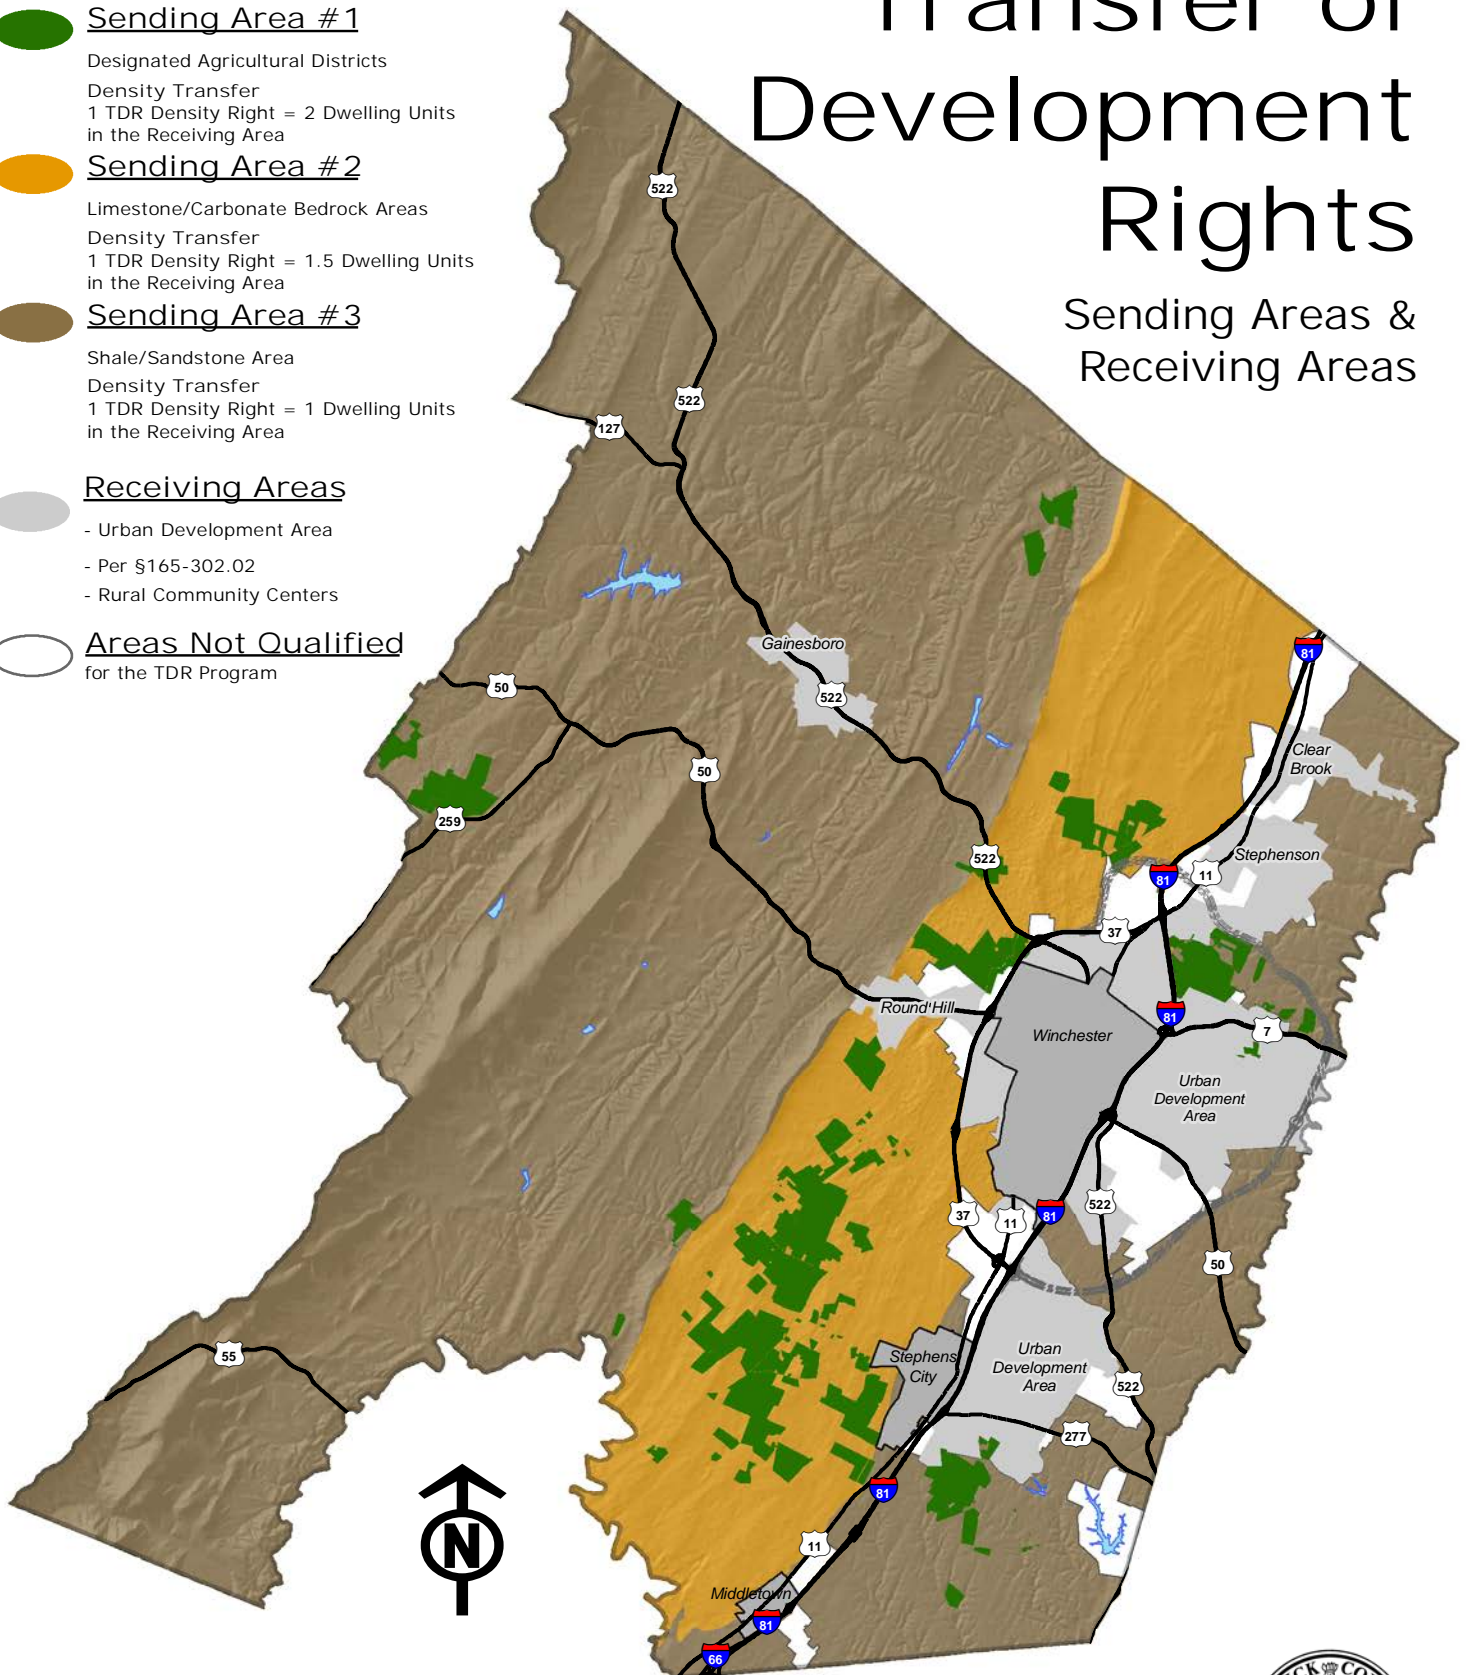 Transfer of
Development
Rights
Sending Areas &
Receiving Areas
Sending Area #1
Designated Agricultural Districts
Density Transfer
1 TDR Density Right = 2 Dwelling Units
in the Receiving Area
Sending Area #2
Limestone/Carbonate Bedrock Areas
Density Transfer
1 TDR Density Right = 1.5 Dwelling Units
in the Receiving Area
Sending Area #3
Shale/Sandstone Area
Density Transfer
1 TDR Density Right = 1 Dwelling Units
in the Receiving Area
Receiving Areas
- Urban Development Area
- Per §165-302.02
- Rural Community Centers
Areas Not Qualified
for the TDR Program
522
522
127
Gainesboro
522
81
50
50
259
Clear
Brook
522
Stephenson
81
11
37
Round Hill
81
7
Winchester
Urban
Development
Area
37
11
81
522
50
55
Stephens
City
Urban
Development
Area
522
277
81
11
Middletown
81
66
N